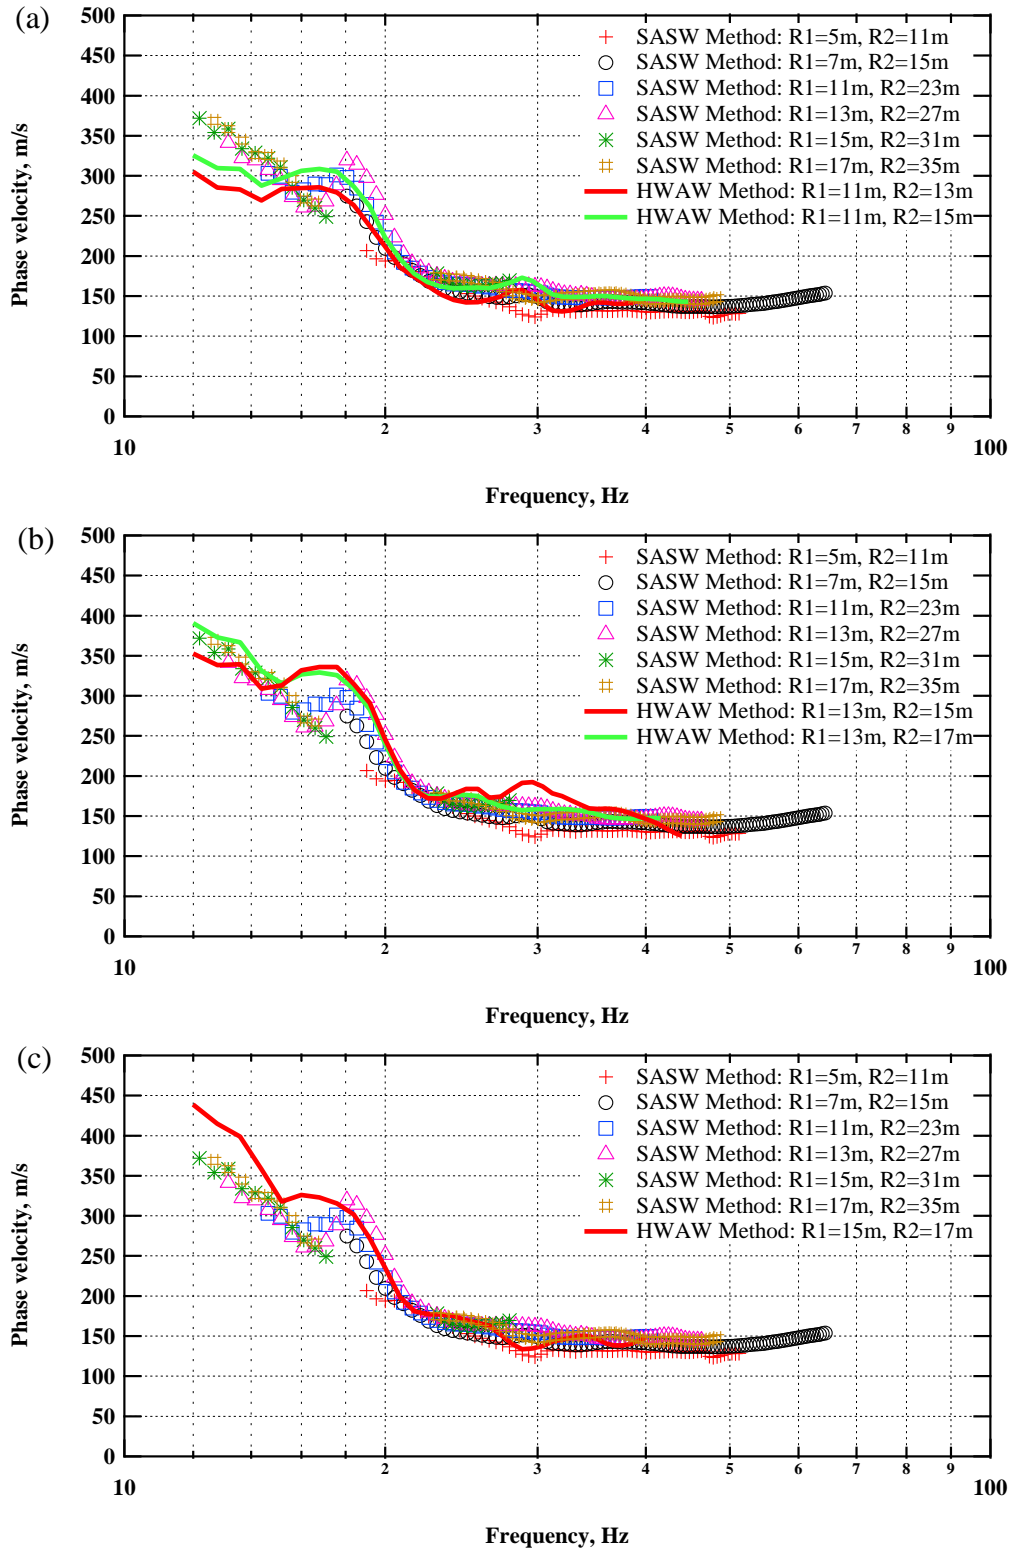 (a)
500
450
400
350
300
250
200
150
100
50
0
Phase velocity, m/s
SASW Method: R1=5m, R2=11m
SASW Method: R1=7m, R2=15m
SASW Method: R1=11m, R2=23m
SASW Method: R1=13m, R2=27m
SASW Method: R1=15m, R2=31m
SASW Method: R1=17m, R2=35m
HWAW Method: R1=11m, R2=13m
HWAW Method: R1=11m, R2=15m
2 3 4 5 6 7 8 9
10 100
Frequency, Hz
(b)
500
450
400
350
300
250
200
150
100
50
0
Phase velocity, m/s
SASW Method: R1=5m, R2=11m
SASW Method: R1=7m, R2=15m
SASW Method: R1=11m, R2=23m
SASW Method: R1=13m, R2=27m
SASW Method: R1=15m, R2=31m
SASW Method: R1=17m, R2=35m
HWAW Method: R1=13m, R2=15m
HWAW Method: R1=13m, R2=17m
2 3 4 5 6 7 8 9
10 100
Frequency, Hz
(c)
500
450
400
350
300
250
200
150
100
50
0
Phase velocity, m/s
SASW Method: R1=5m, R2=11m
SASW Method: R1=7m, R2=15m
SASW Method: R1=11m, R2=23m
SASW Method: R1=13m, R2=27m
SASW Method: R1=15m, R2=31m
SASW Method: R1=17m, R2=35m
HWAW Method: R1=15m, R2=17m
2 3 4 5 6 7 8 9
10 100
Frequency, Hz